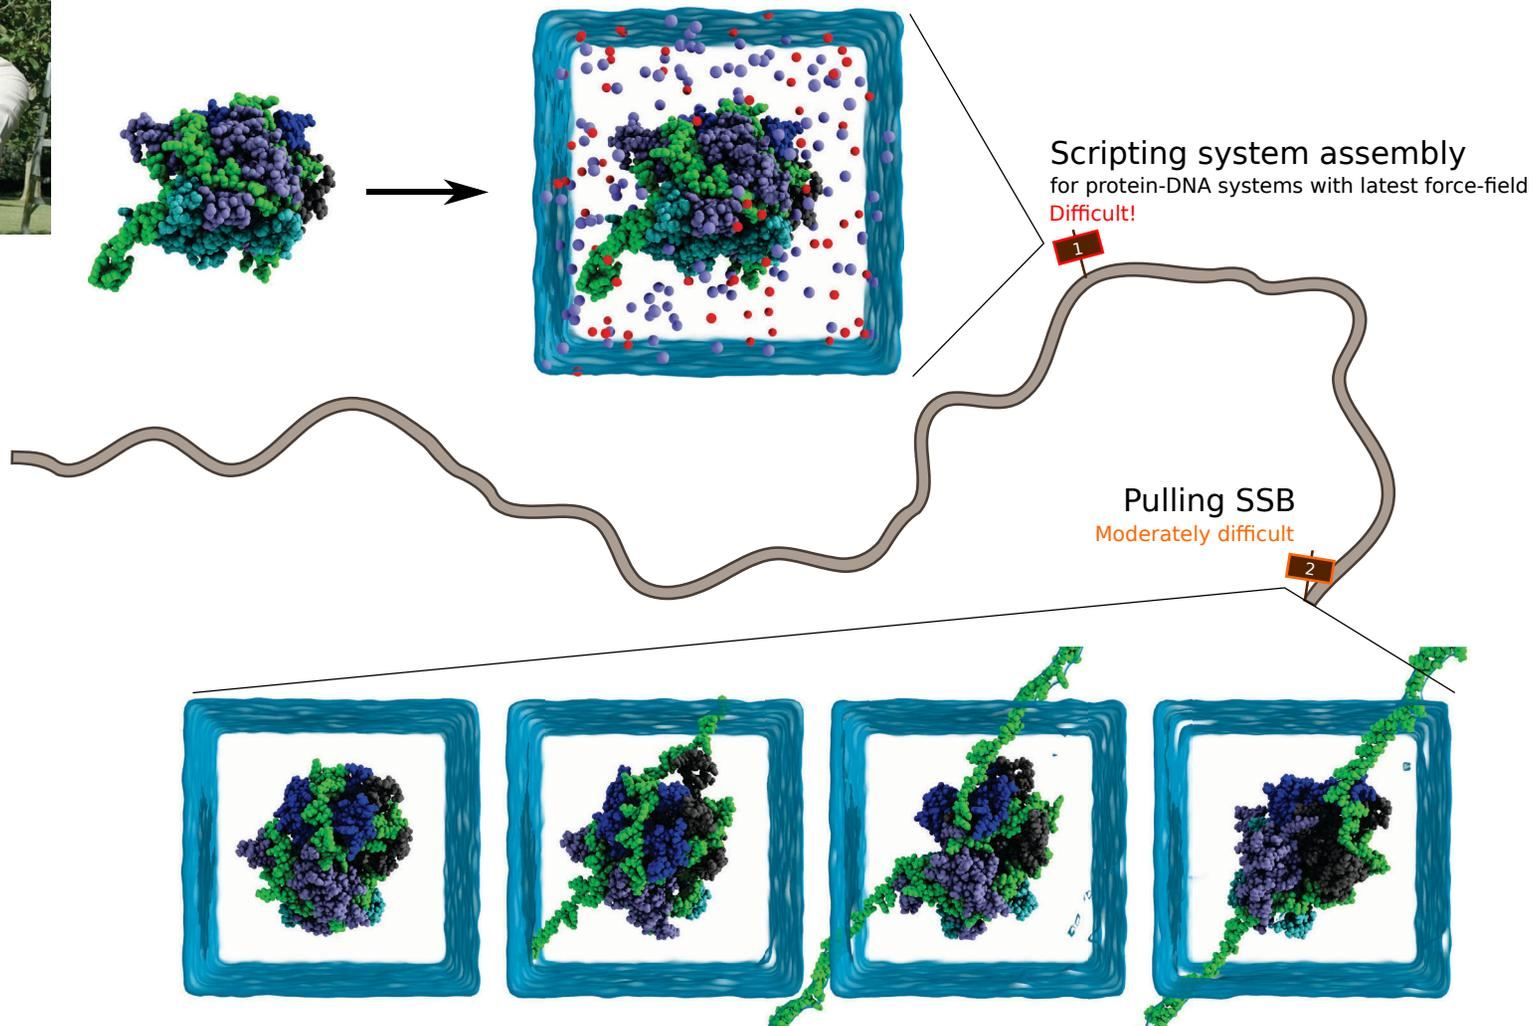 Scripting system assembly
for protein-DNA systems with latest force-field
Difficult!
1
Pulling SSB
Moderately difficult
2